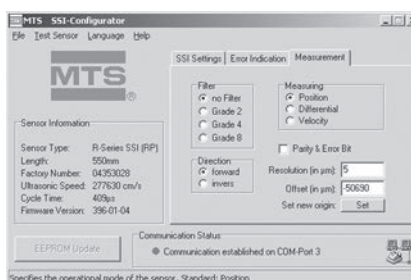 MTS SSI-Configurator
File Test Sensor Language Help
MTS
®
SSI Settings Error Indication Measurement
Filter
no Filter
Grade 2
Grade 4
Grade 8
Measuring
Position
Differential
Velocity
Parity & Error Bit
Direction
forward
invers
Resolution (in µm): 5
Offset (in µm): -50690
Set new origin: Set
Sensor Information
Sensor Type: R-Series SSI (RP)
Length: 550mm
Factory Number: 04353028
Ultrasonic Speed: 277630 cm/s
Cycle Time: 409µs
Firmware Version: 396-01-04
EEPROM Update
Communication Status
Communication established on COM-Port 3
Specifies the operational mode of the sensor. Standard: Position.